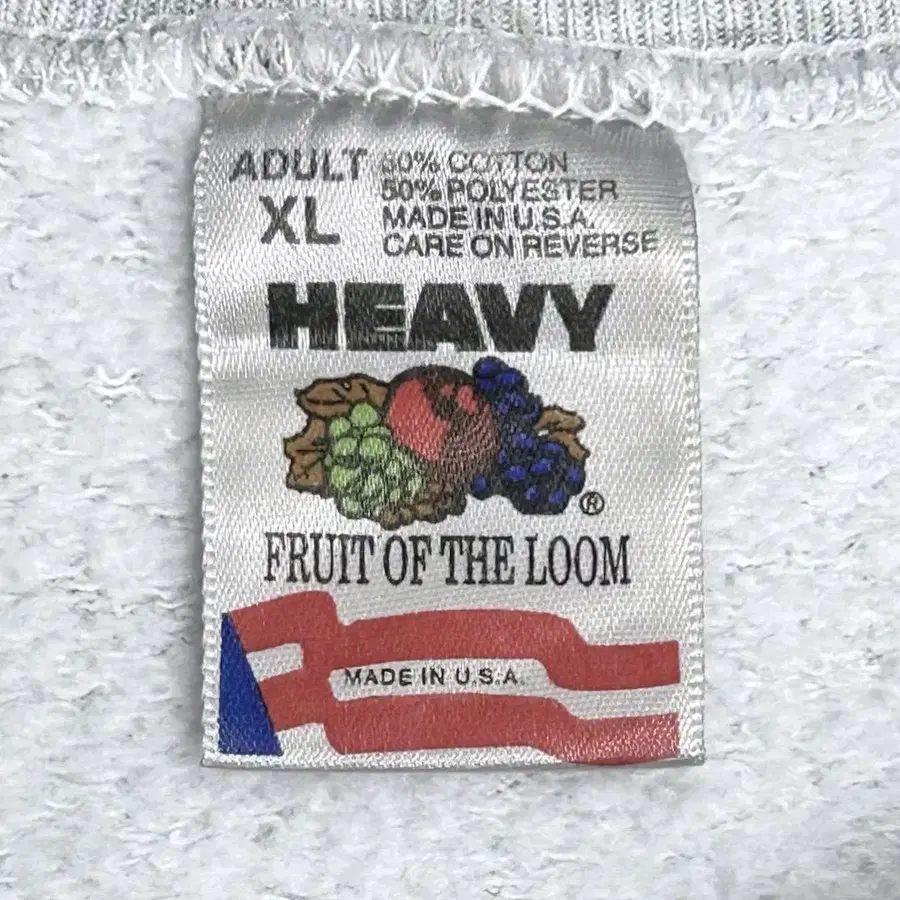 ADULT
XL
50% COTTON
50% POLYESTER
MADE IN U.S.A.
CARE ON REVERSE
HEAVY
®
FRUIT OF THE LOOM
MADE IN U.S.A.